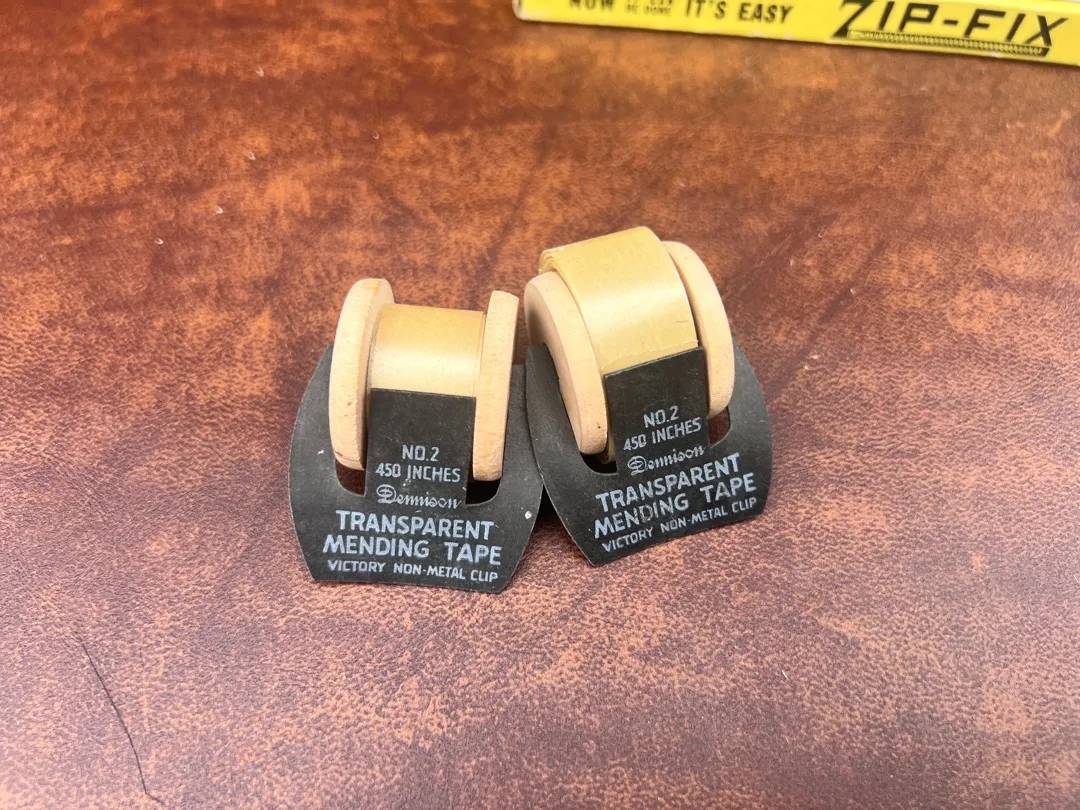 NOW
IT'S EASY
ZIP-FIX
NO.2
450 INCHES
Dennison
TRANSPARENT
MENDING TAPE
VICTORY NON-METAL CLIP
NO.2
450 INCHES
Dennison
TRANSPARENT
MENDING TAPE
VICTORY NON-METAL CLIP